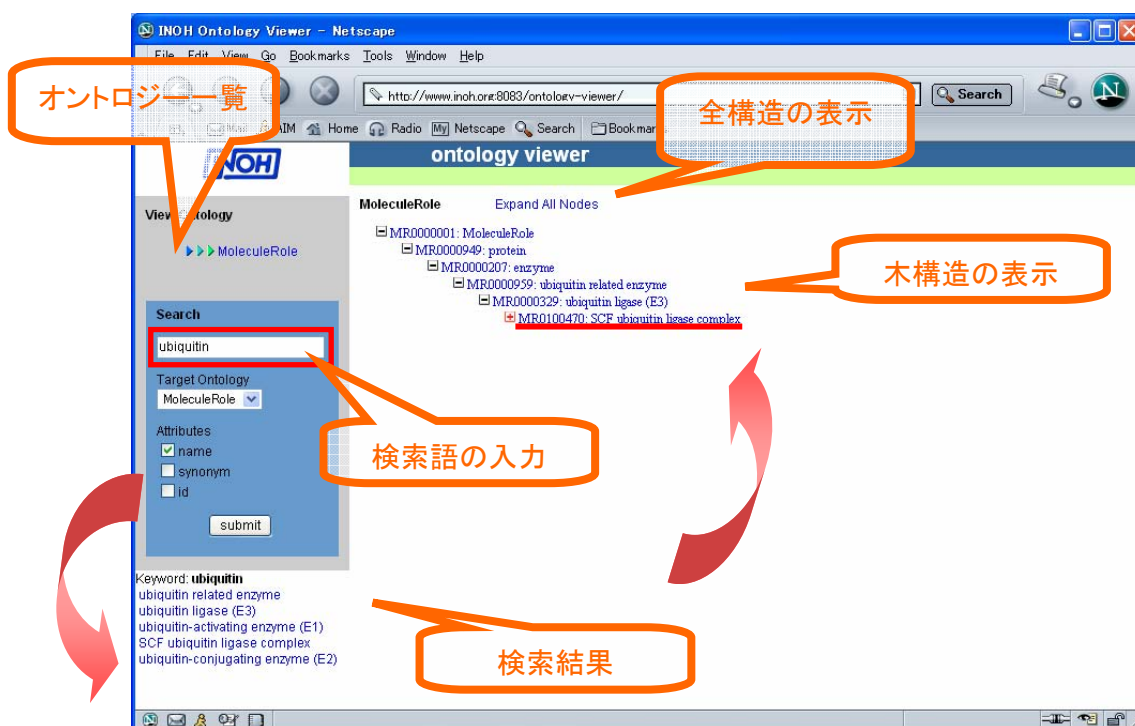 INOH Ontology Viewer - Netscape
File Edit View Go Bookmarks Tools Window Help
オントロジー一覧
http://www.inoh.org:8083/ontology-viewer/
Search
全構造の表示
AIM Home Radio My Netscape Search Bookmar
INOH
ontology viewer
View Ontology
MoleculeRole
MoleculeRole Expand All Nodes
MR0000001: MoleculeRole
MR0000949: protein
MR0000207: enzyme
MR0000959: ubiquitin related enzyme
MR0000329: ubiquitin ligase (E3)
MR0100470: SCF ubiquitin ligase complex
木構造の表示
Search
ubiquitin
Target Ontology
MoleculeRole
Attributes
name
synonym
id
submit
検索語の入力
Keyword: ubiquitin
ubiquitin related enzyme
ubiquitin ligase (E3)
ubiquitin-activating enzyme (E1)
SCF ubiquitin ligase complex
ubiquitin-conjugating enzyme (E2)
検索結果